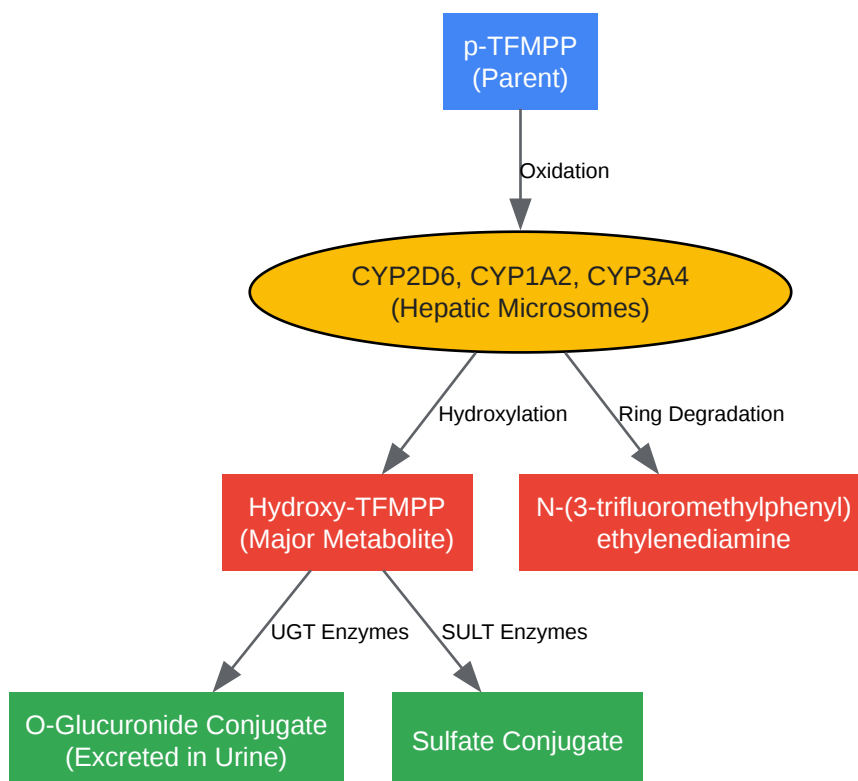 p-TFMPP
(Parent)
Oxidation
CYP2D6, CYP1A2, CYP3A4
(Hepatic Microsomes)
Hydroxylation
Ring Degradation
Hydroxy-TFMPP
(Major Metabolite)
N-(3-trifluoromethylphenyl)
ethylenediamine
UGT Enzymes
SULT Enzymes
O-Glucuronide Conjugate
(Excreted in Urine)
Sulfate Conjugate